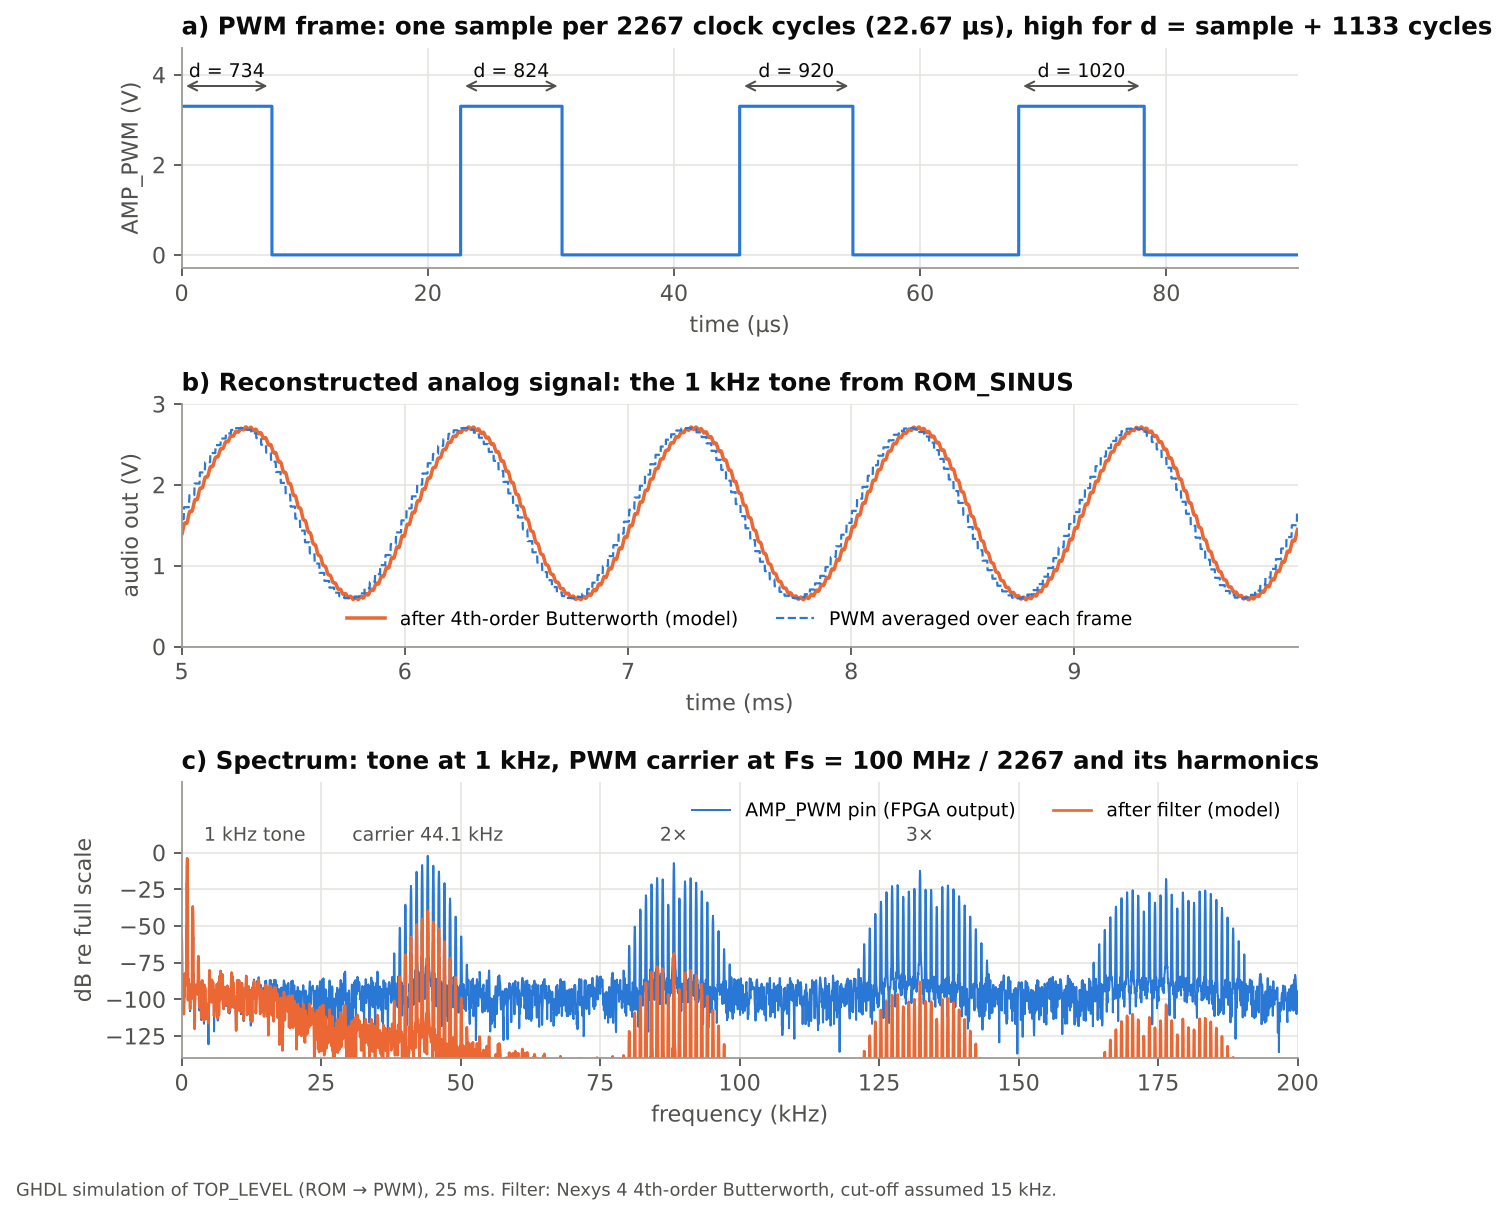 a) PWM frame: one sample per 2267 clock cycles (22.67 µs), high for d = sample + 1133 cycles
d = 734 d = 824 d = 920 d = 1020
AMP_PWM (V)
4
2
0
0 20 40 60 80
time (µs)
b) Reconstructed analog signal: the 1 kHz tone from ROM_SINUS
audio out (V)
3
2
1
0
after 4th-order Butterworth (model) PWM averaged over each frame
5 6 7 8 9
time (ms)
c) Spectrum: tone at 1 kHz, PWM carrier at Fs = 100 MHz / 2267 and its harmonics
AMP_PWM pin (FPGA output) after filter (model)
1 kHz tone carrier 44.1 kHz 2× 3×
dB re full scale
0
−25
−50
−75
−100
−125
0 25 50 75 100 125 150 175 200
frequency (kHz)
GHDL simulation of TOP_LEVEL (ROM → PWM), 25 ms. Filter: Nexys 4 4th-order Butterworth, cut-off assumed 15 kHz.